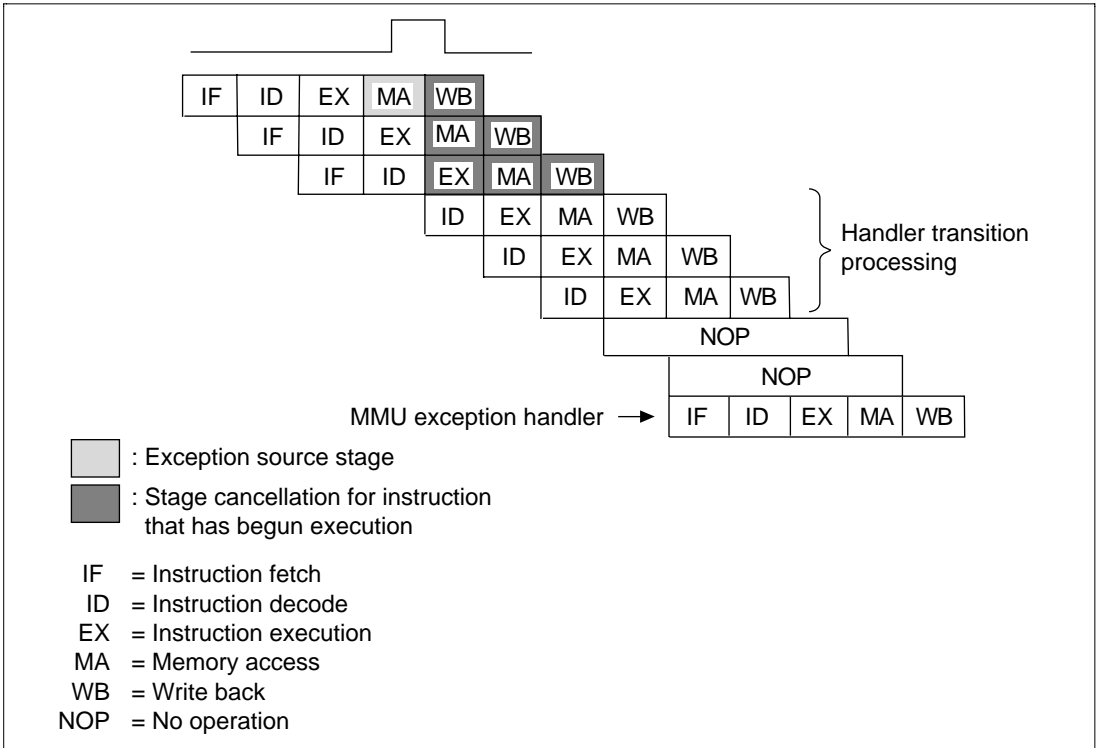 IF ID EX MA WB
IF ID EX MA WB
IF ID EX MA WB
ID EX MA WB
ID EX MA WB
ID EX MA WB
Handler transition
processing
NOP
NOP
MMU exception handler → IF ID EX MA WB
: Exception source stage
: Stage cancellation for instruction
that has begun execution
IF = Instruction fetch
ID = Instruction decode
EX = Instruction execution
MA = Memory access
WB = Write back
NOP = No operation